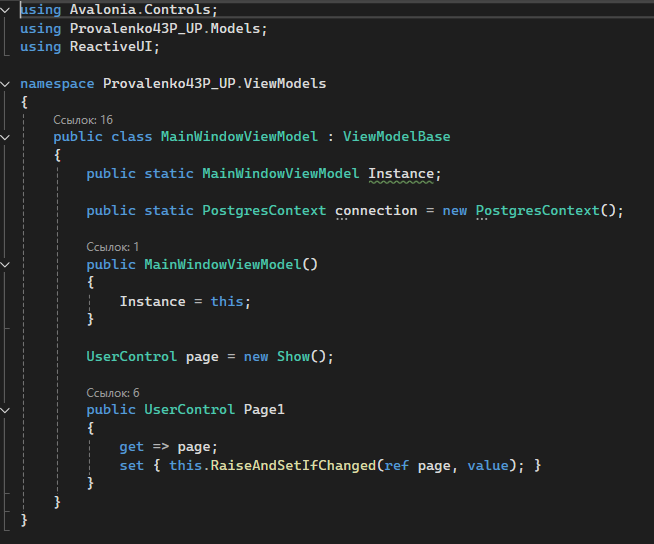 using Avalonia.Controls;
using Provalenko43P_UP.Models;
using ReactiveUI;
namespace Provalenko43P_UP.ViewModels
{
Ссылок: 16
public class MainWindowViewModel : ViewModelBase
{
public static MainWindowViewModel Instance;
public static PostgresContext connection = new PostgresContext();
Ссылок: 1
public MainWindowViewModel()
{
Instance = this;
}
UserControl page = new Show();
Ссылок: 6
public UserControl Page1
{
get => page;
set { this.RaiseAndSetIfChanged(ref page, value); }
}
}
}